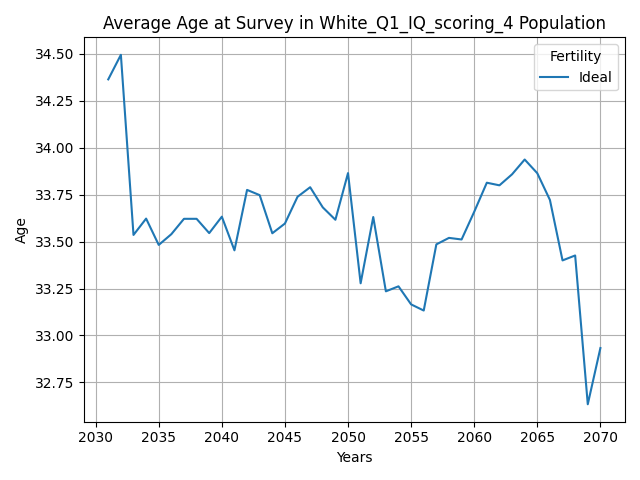 Average Age at Survey in White_Q1_IQ_scoring_4 Population
Fertility
Ideal
34.50
34.25
34.00
33.75
33.50
33.25
33.00
32.75
Age
2030 2035 2040 2045 2050 2055 2060 2065 2070
Years